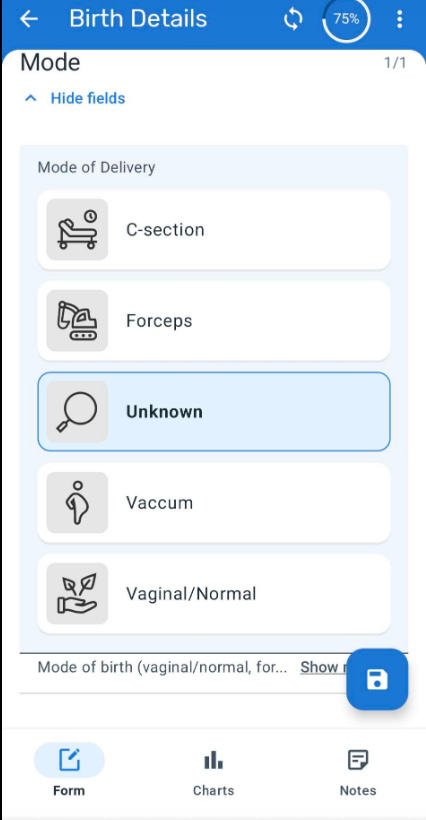 Birth Details
75%
Mode
1/1
Hide fields
Mode of Delivery
C-section
Forceps
Unknown
Vaccum
Vaginal/Normal
Mode of birth (vaginal/normal, for... Show
Form
Charts
Notes